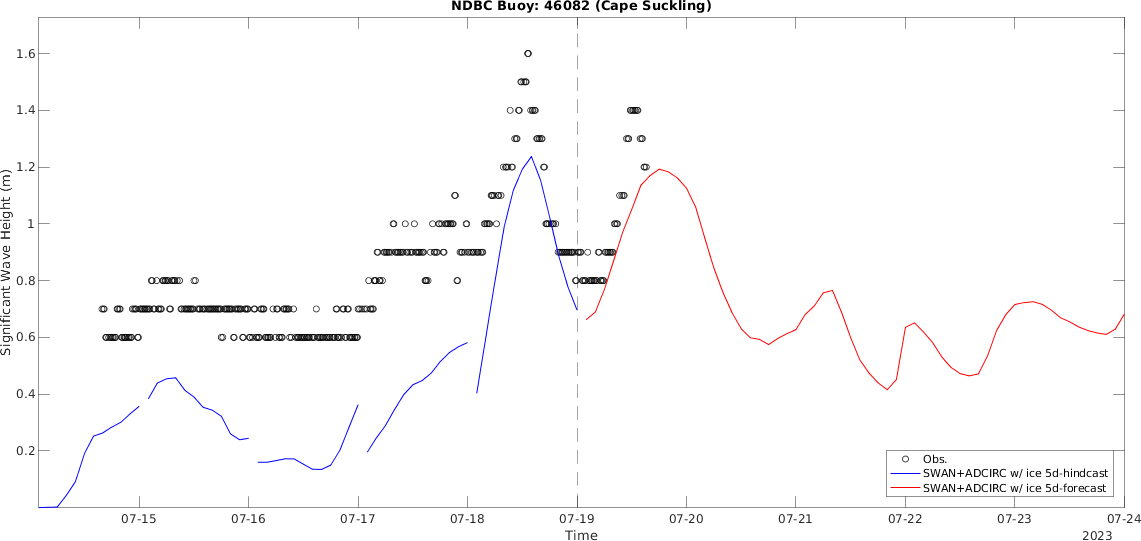 NDBC Buoy: 46082 (Cape Suckling)
Significant Wave Height (m)
1.6
1.4
1.2
1
0.8
0.6
0.4
0.2
Obs.
SWAN+ADCIRC w/ ice 5d-hindcast
SWAN+ADCIRC w/ ice 5d-forecast
07-15 07-16 07-17 07-18 07-19 07-20 07-21 07-22 07-23 07-24
Time
2023